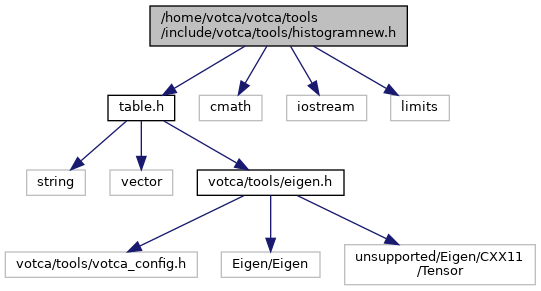 /home/votca/votca/tools
/include/votca/tools/histogramnew.h
table.h
cmath
iostream
limits
string
vector
votca/tools/eigen.h
votca/tools/votca_config.h
Eigen/Eigen
unsupported/Eigen/CXX11
/Tensor